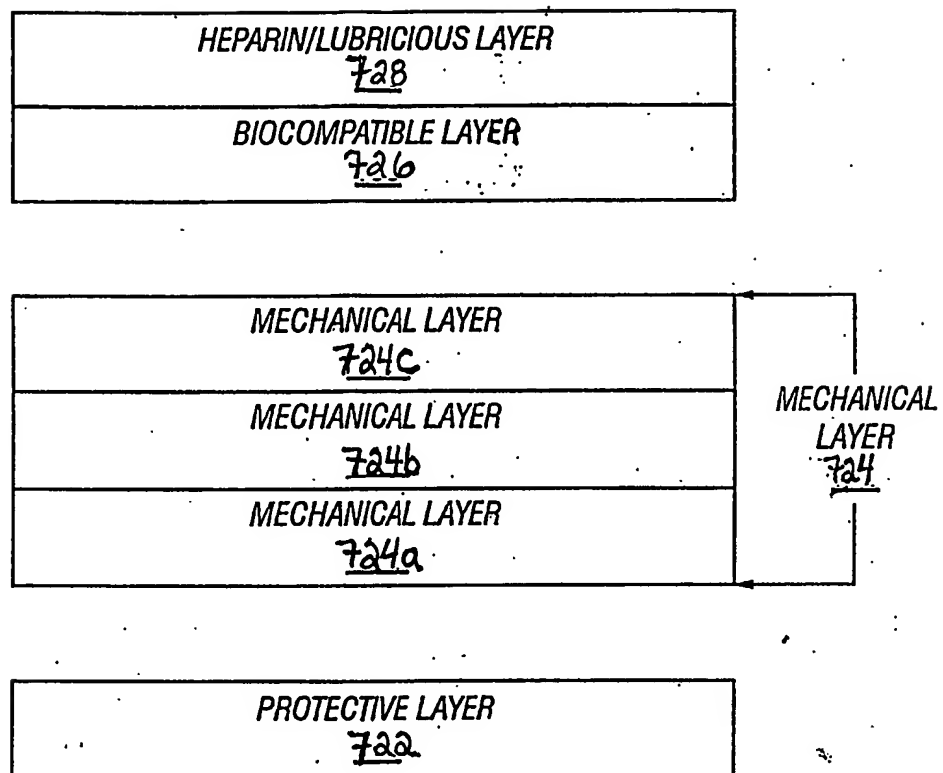 HEPARIN/LUBRICIOUS LAYER
728
BIOCOMPATIBLE LAYER
726
MECHANICAL LAYER
724c
MECHANICAL LAYER
724b
MECHANICAL LAYER
724a
MECHANICAL
LAYER
724
PROTECTIVE LAYER
722